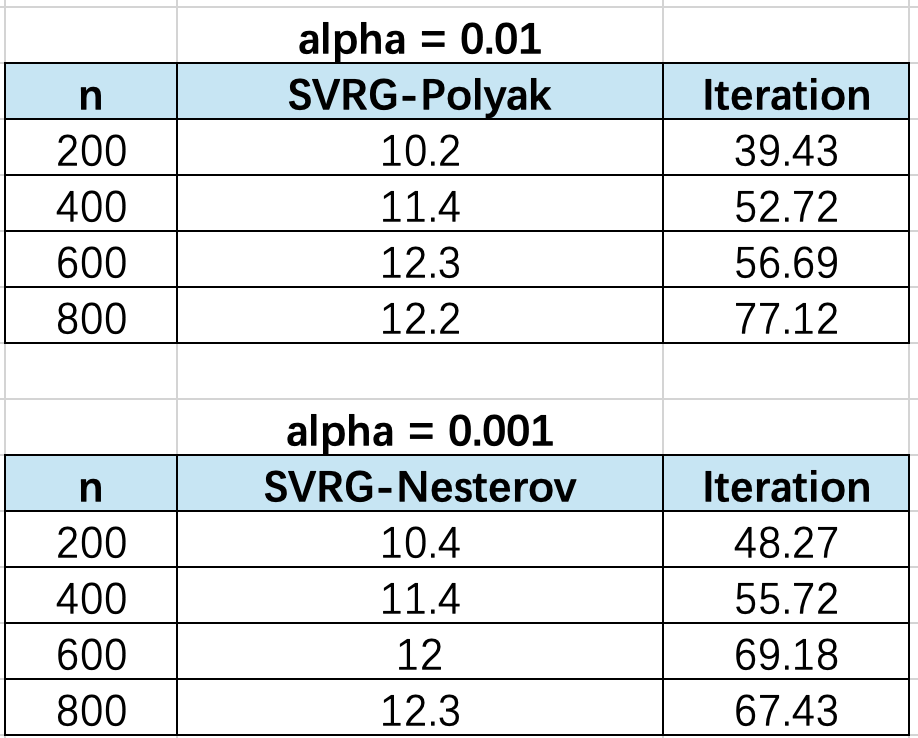 alpha = 0.01
n SVRG-Polyak Iteration
200 10.2 39.43
400 11.4 52.72
600 12.3 56.69
800 12.2 77.12
alpha = 0.001
n SVRG-Nesterov Iteration
200 10.4 48.27
400 11.4 55.72
600 12 69.18
800 12.3 67.43